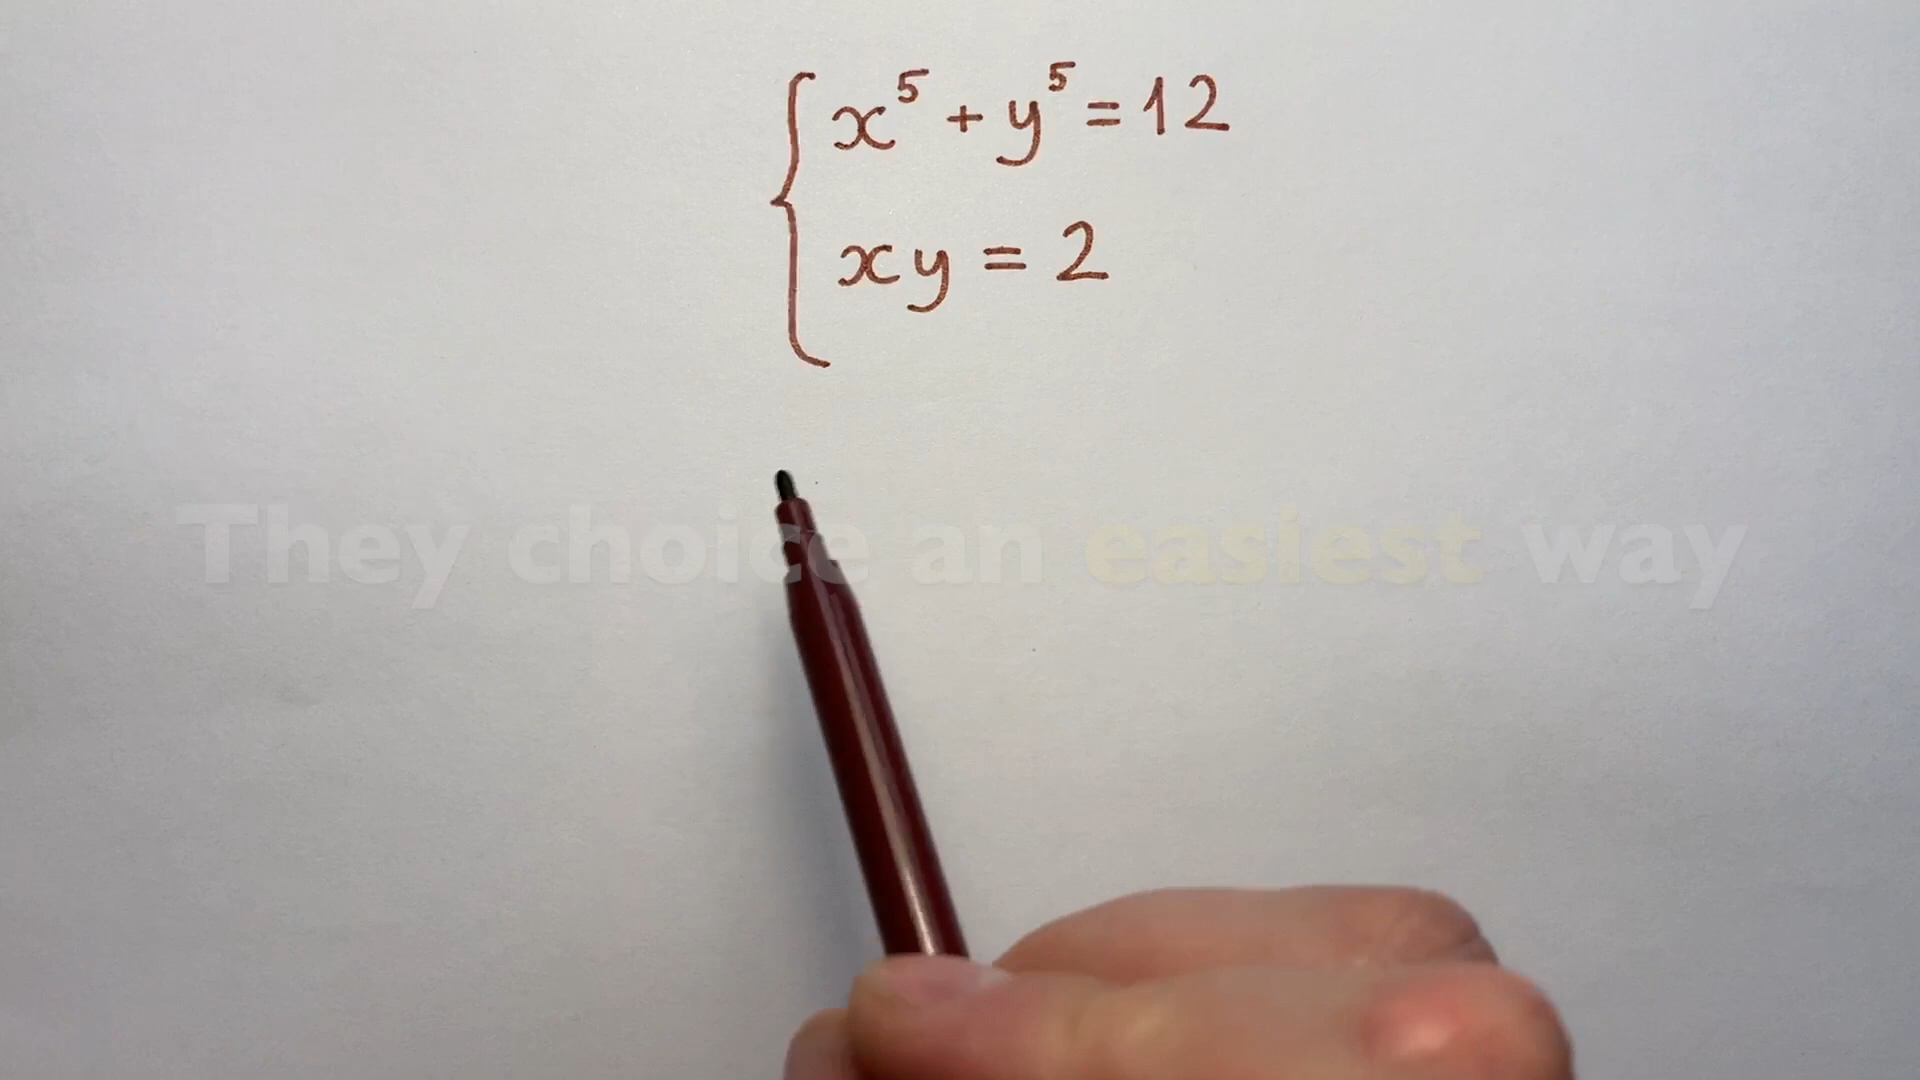 x⁵ + y⁵ = 12
xy = 2
They choice an easiest way